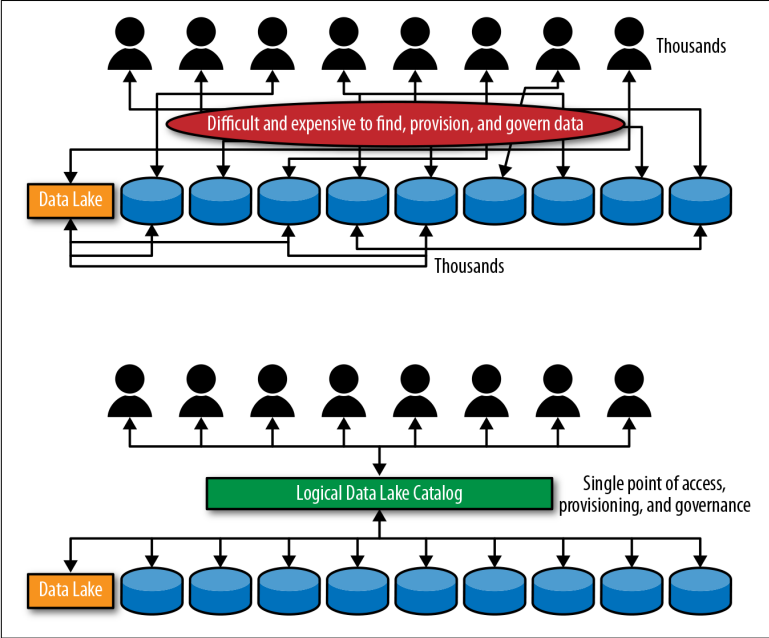 Thousands
Difficult and expensive to find, provision, and govern data
Data Lake
Thousands
Logical Data Lake Catalog
Single point of access,
provisioning, and governance
Data Lake